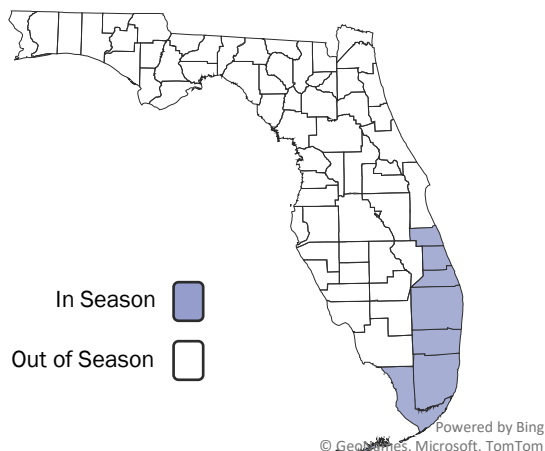 In Season
Out of Season
Powered by Bing
© GeoNames, Microsoft, TomTom